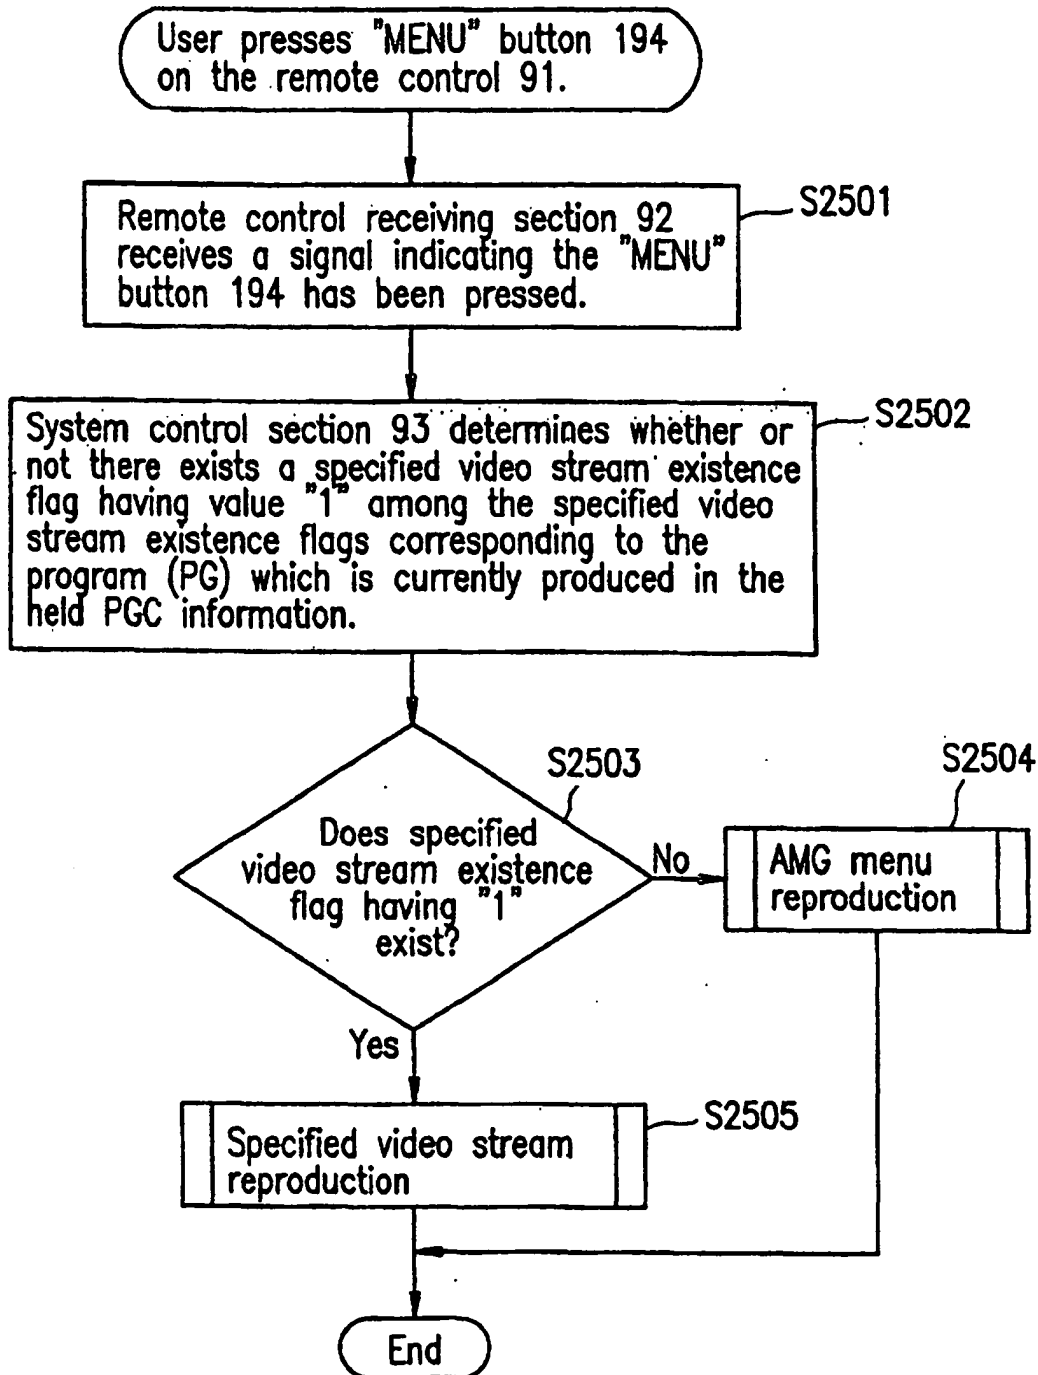 User presses "MENU" button 194
on the remote control 91.
S2501
Remote control receiving section 92
receives a signal indicating the "MENU"
button 194 has been pressed.
S2502
System control section 93 determines whether or
not there exists a specified video stream existence
flag having value "1" among the specified video
stream existence flags corresponding to the
program (PG) which is currently produced in the
held PGC information.
S2503
S2504
Does specified
video stream existence
flag having "1"
exist?
No
AMG menu
reproduction
Yes
S2505
Specified video stream
reproduction
End